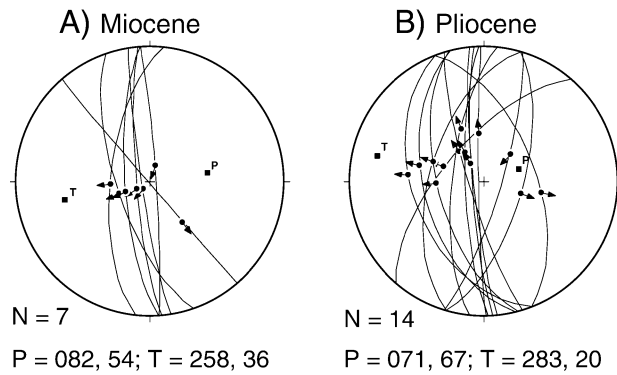 A) Miocene
P
T
N = 7
P = 082, 54; T = 258, 36
B) Pliocene
T
P
N = 14
P = 071, 67; T = 283, 20